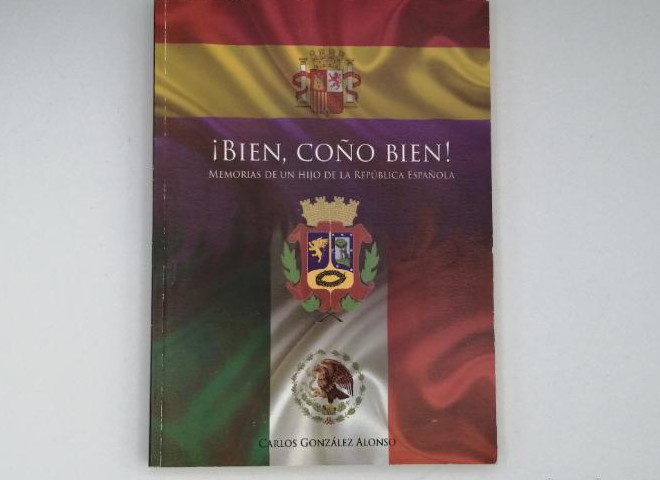 ¡BIEN, COÑO BIEN!
MEMORIAS DE UN HIJO DE LA REPÚBLICA ESPAÑOLA
CARLOS GONZÁLEZ ALONSO